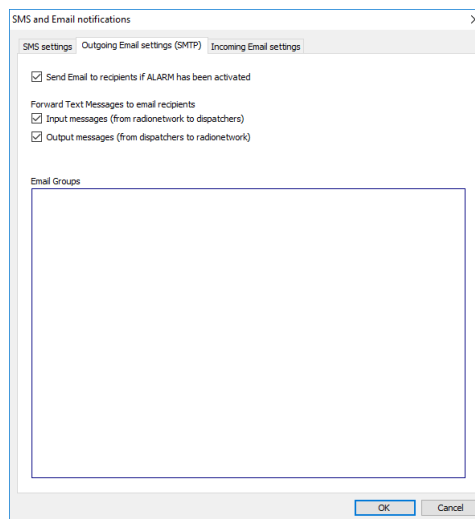 SMS and Email notifications
SMS settings Outgoing Email settings (SMTP) Incoming Email settings
Send Email to recipients if ALARM has been activated
Forward Text Messages to email recipients
Input messages (from radionetwork to dispatchers)
Output messages (from dispatchers to radionetwork)
Email Groups
OK Cancel